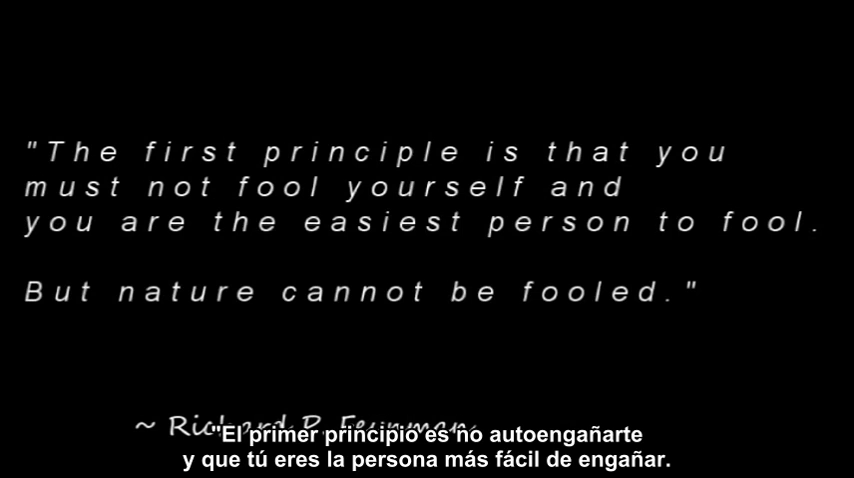 "The first principle is that you
must not fool yourself and
you are the easiest person to fool.
But nature cannot be fooled."
~ Richard P. Feynman
"El primer principio es no autoengañarte
y que tú eres la persona más fácil de engañar.